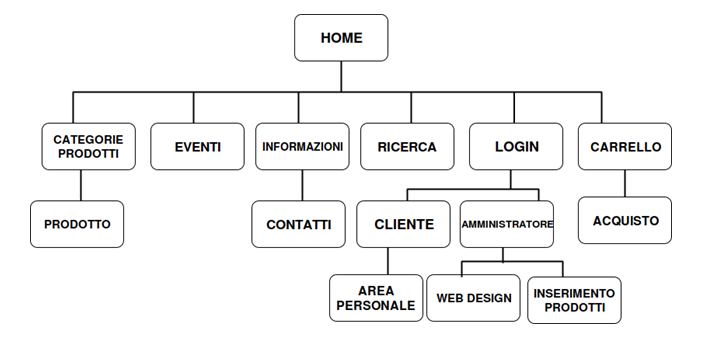 HOME
CATEGORIE
PRODOTTI
EVENTI
INFORMAZIONI
RICERCA
LOGIN
CARRELLO
PRODOTTO
CONTATTI
CLIENTE
AMMINISTRATORE
ACQUISTO
AREA
PERSONALE
WEB DESIGN
INSERIMENTO
PRODOTTI